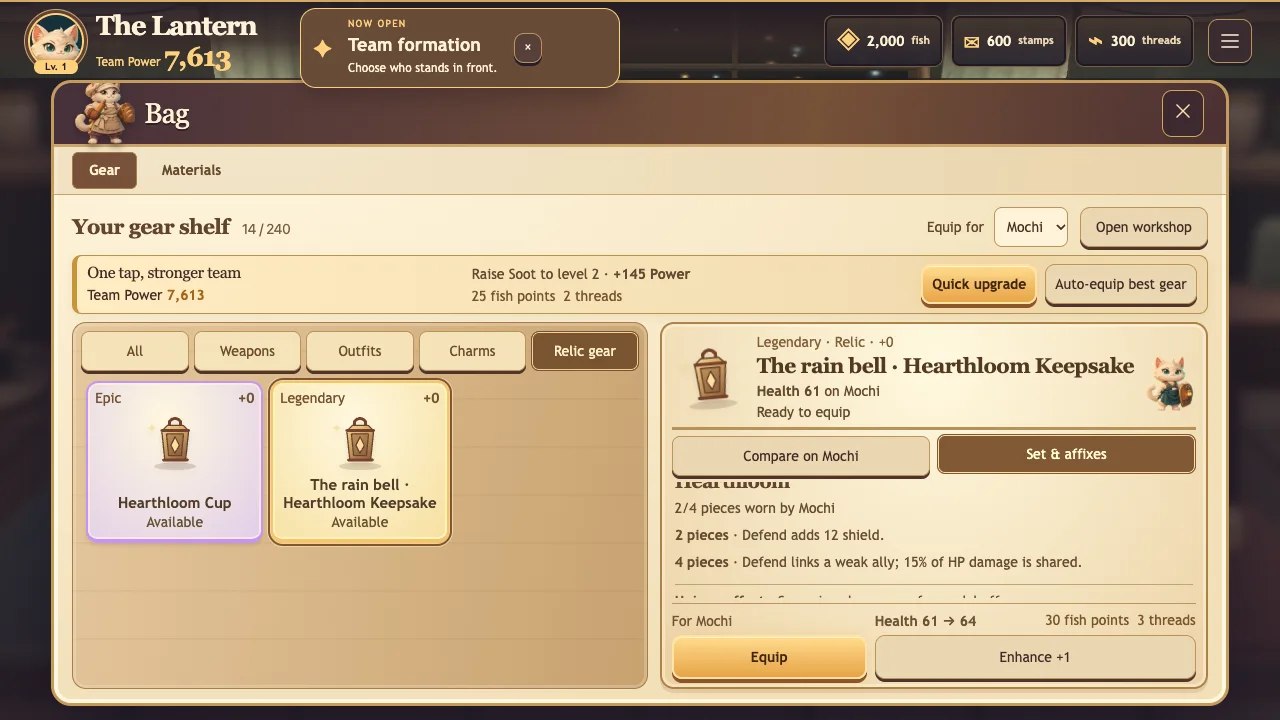 The Lantern
Team Power 7,613
Lv. 1
NOW OPEN
Team formation
Choose who stands in front.
×
2,000 fish
600 stamps
300 threads
Bag
Gear
Materials
Your gear shelf 14 / 240
Equip for
Mochi
Open workshop
One tap, stronger team
Team Power 7,613
Raise Soot to level 2 · +145 Power
25 fish points 2 threads
Quick upgrade
Auto-equip best gear
All
Weapons
Outfits
Charms
Relic gear
Epic +0
Hearthloom Cup
Available
Legendary +0
The rain bell ·
Hearthloom Keepsake
Available
Legendary · Relic · +0
The rain bell · Hearthloom Keepsake
Health 61 on Mochi
Ready to equip
Compare on Mochi
Set & affixes
Hearthloom
2/4 pieces worn by Mochi
2 pieces · Defend adds 12 shield.
4 pieces · Defend links a weak ally; 15% of HP damage is shared.
For Mochi
Health 61 → 64
30 fish points 3 threads
Equip
Enhance +1